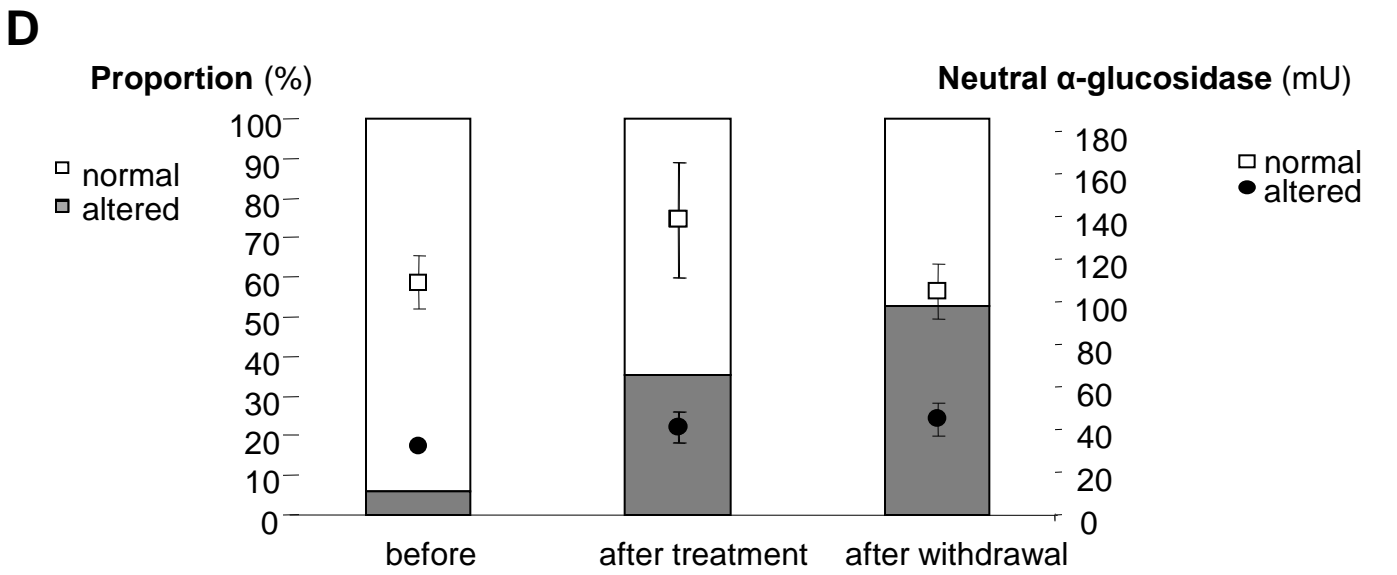 D
Proportion (%)
Neutral α-glucosidase (mU)
normal
altered
100
90
80
70
60
50
40
30
20
10
0
180
160
140
120
100
80
60
40
20
0
normal
altered
before
after treatment
after withdrawal